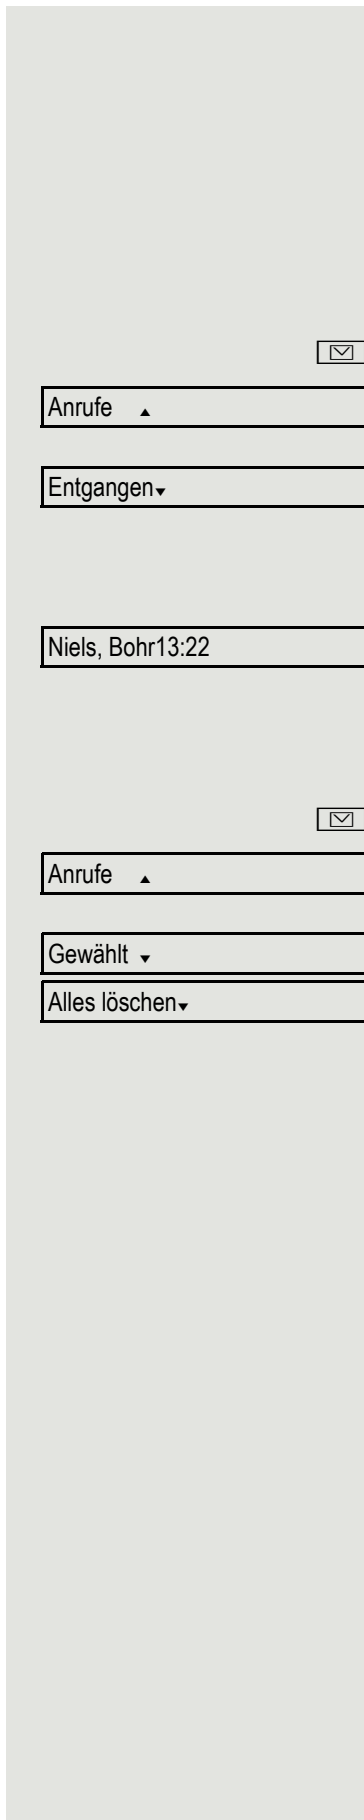 Anrufe
Entgangen
Niels, Bohr13:22
Anrufe
Gewählt
Alles löschen